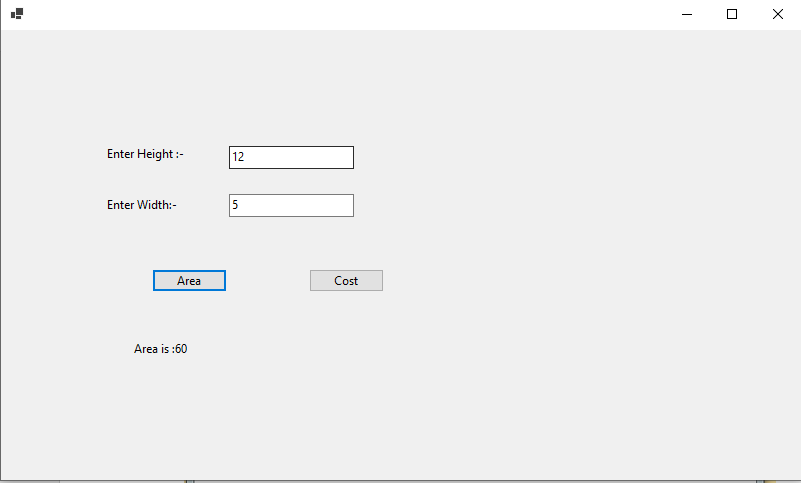 Enter Height :-
12
Enter Width:-
5
Area
Cost
Area is :60